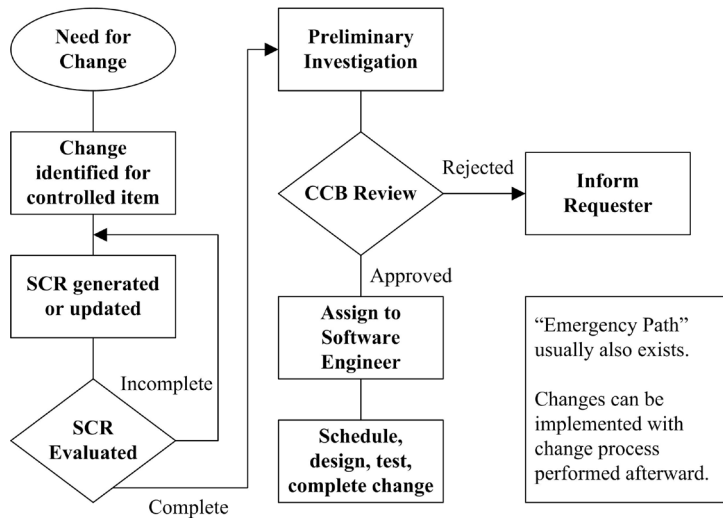 Need for
Change
Change
identified for
controlled item
SCR generated
or updated
Incomplete
SCR
Evaluated
Complete
Preliminary
Investigation
CCB Review
Rejected
Inform
Requester
Approved
Assign to
Software
Engineer
Schedule,
design, test,
complete change
“Emergency Path”
usually also exists.
Changes can be
implemented with
change process
performed afterward.